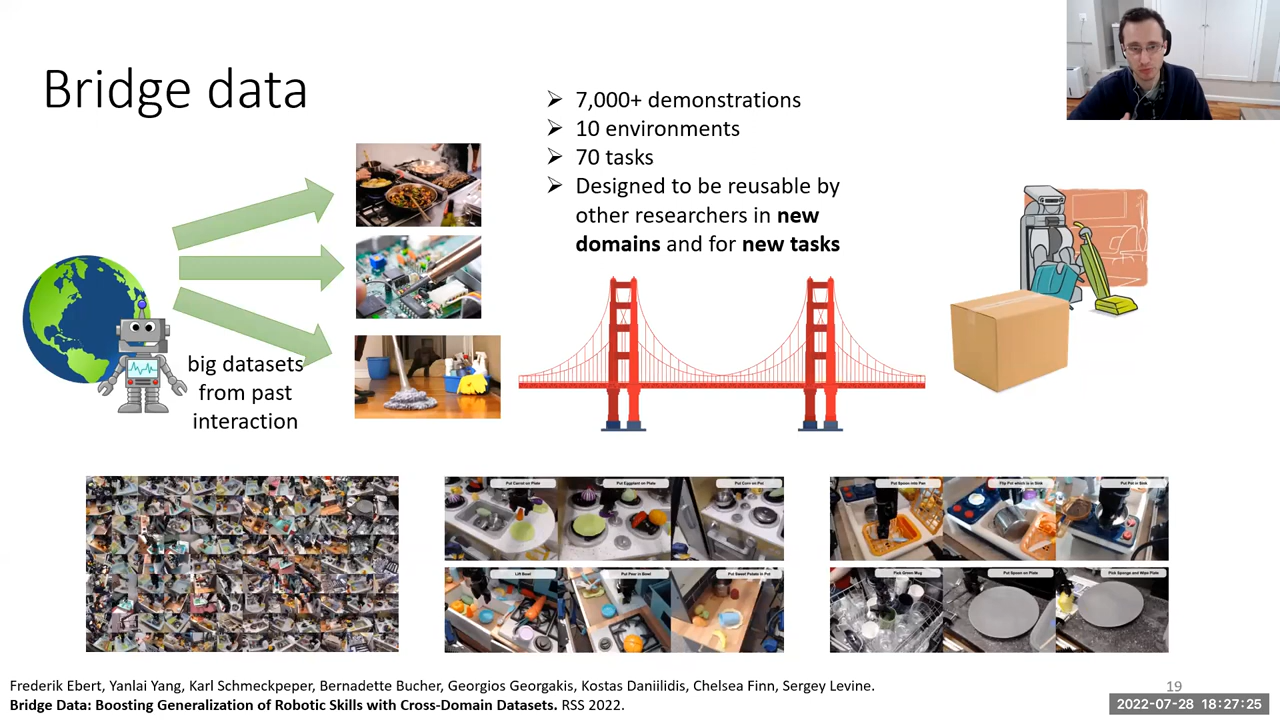 Bridge data
➢ 7,000+ demonstrations
➢ 10 environments
➢ 70 tasks
➢ Designed to be reusable by
other researchers in new
domains and for new tasks
big datasets
from past
interaction
Put Carrot on Plate
Put Eggplant on Plate
Put Corn on Pot
Lift Bowl
Put Pear in Bowl
Put Sweet Potato in Pot
Put Spoon into Pan
Flip Pot which is in Sink
Put Pot in Sink
Pick Green Mug
Put Spoon on Plate
Pick Sponge and Wipe Plate
Frederik Ebert, Yanlai Yang, Karl Schmeckpeper, Bernadette Bucher, Georgios Georgakis, Kostas Daniilidis, Chelsea Finn, Sergey Levine.
Bridge Data: Boosting Generalization of Robotic Skills with Cross-Domain Datasets. RSS 2022.
19
2022-07-28 18:27:25